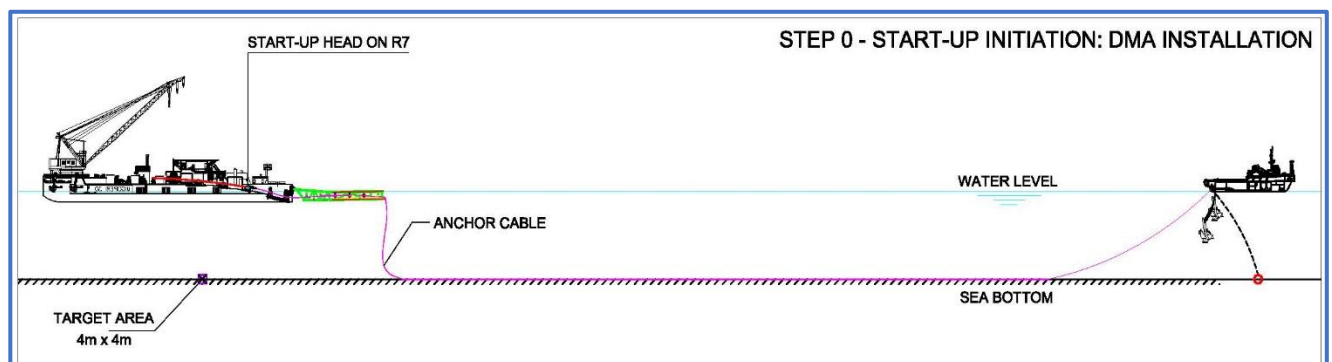 STEP 0 - START-UP INITIATION: DMA INSTALLATION
START-UP HEAD ON R7
WATER LEVEL
ANCHOR CABLE
SEA BOTTOM
TARGET AREA
4m x 4m